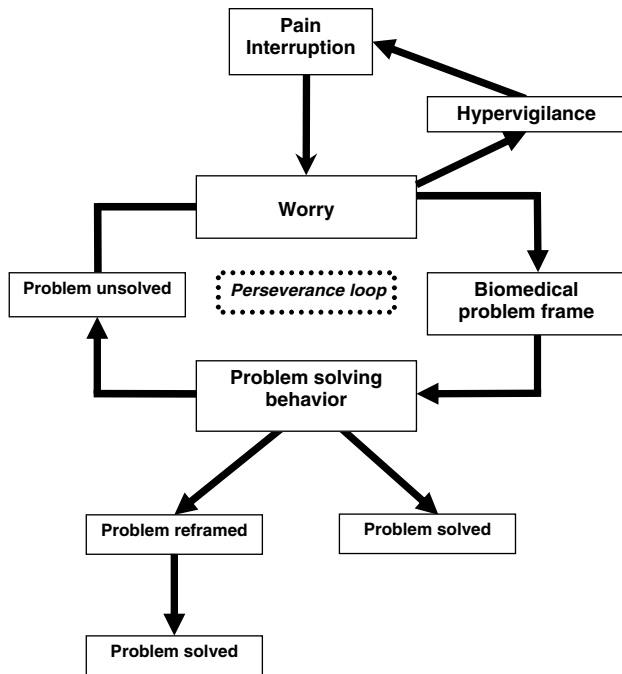 Pain
Interruption
Hypervigilance
Worry
Problem unsolved
Perseverance loop
Biomedical
problem frame
Problem solving
behavior
Problem reframed
Problem solved
Problem solved